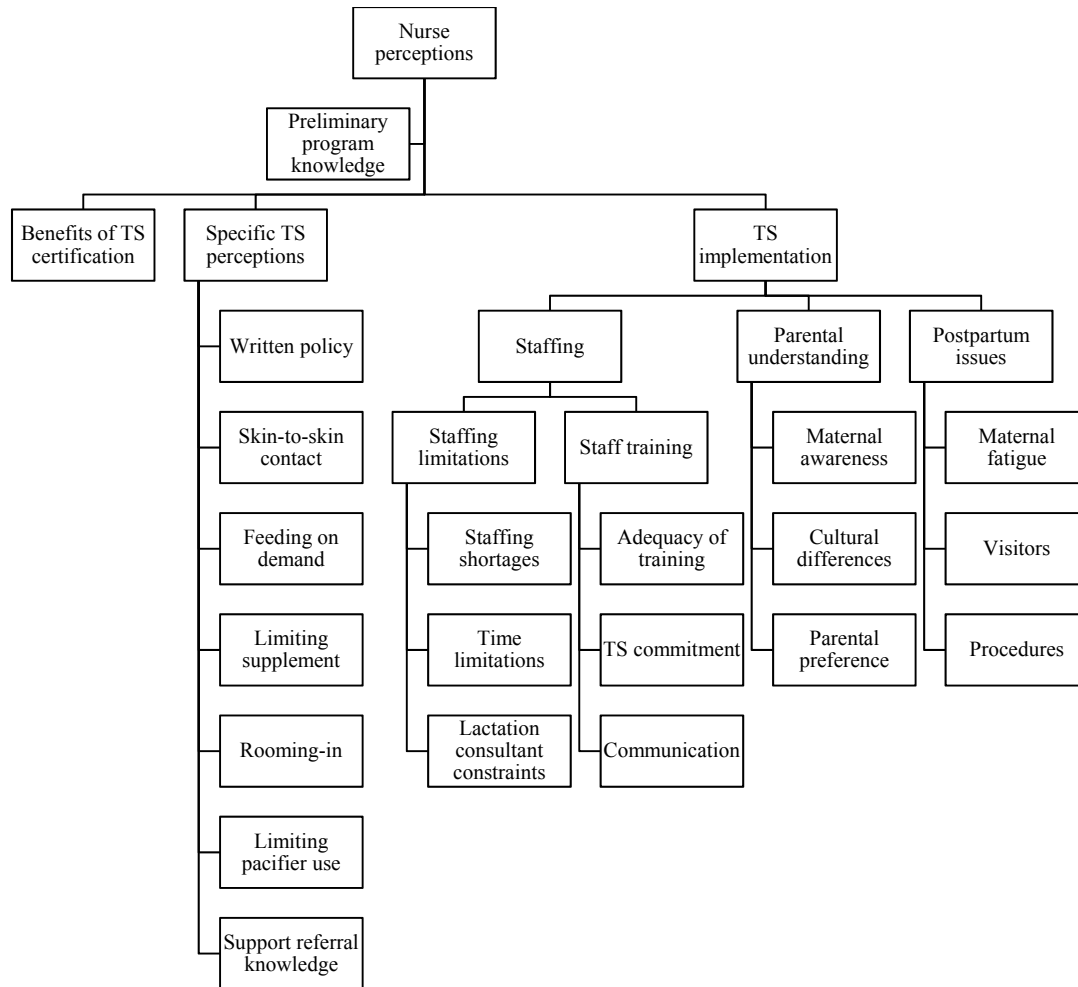 Nurse
perceptions
Preliminary
program
knowledge
Benefits of TS
certification
Specific TS
perceptions
TS
implementation
Written policy
Skin-to-skin
contact
Feeding on
demand
Limiting
supplement
Rooming-in
Limiting
pacifier use
Support referral
knowledge
Staffing
Staffing
limitations
Staffing
shortages
Time
limitations
Lactation
consultant
constraints
Staff training
Adequacy of
training
TS commitment
Communication
Parental
understanding
Maternal
awareness
Cultural
differences
Parental
preference
Postpartum
issues
Maternal
fatigue
Visitors
Procedures